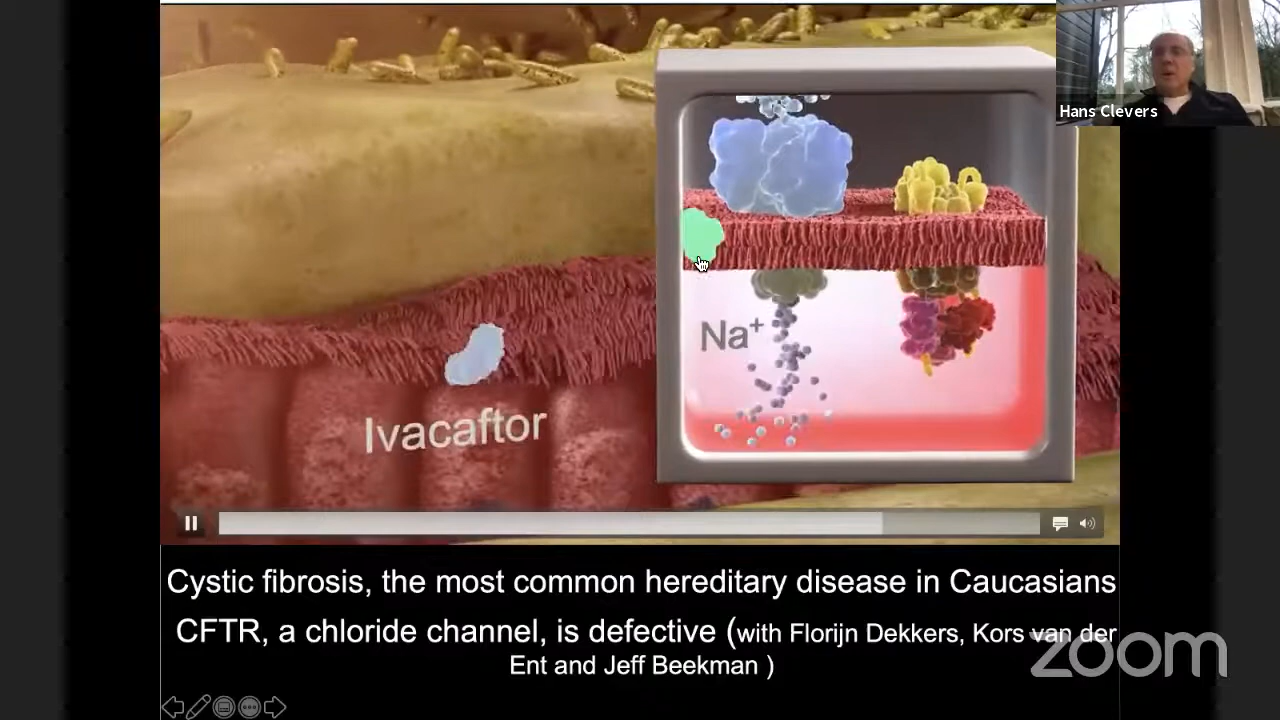 Hans Clevers
Na+
Ivacaftor
Cystic fibrosis, the most common hereditary disease in Caucasians
CFTR, a chloride channel, is defective (with Florijn Dekkers, Kors van der
Ent and Jeff Beekman )
zoom